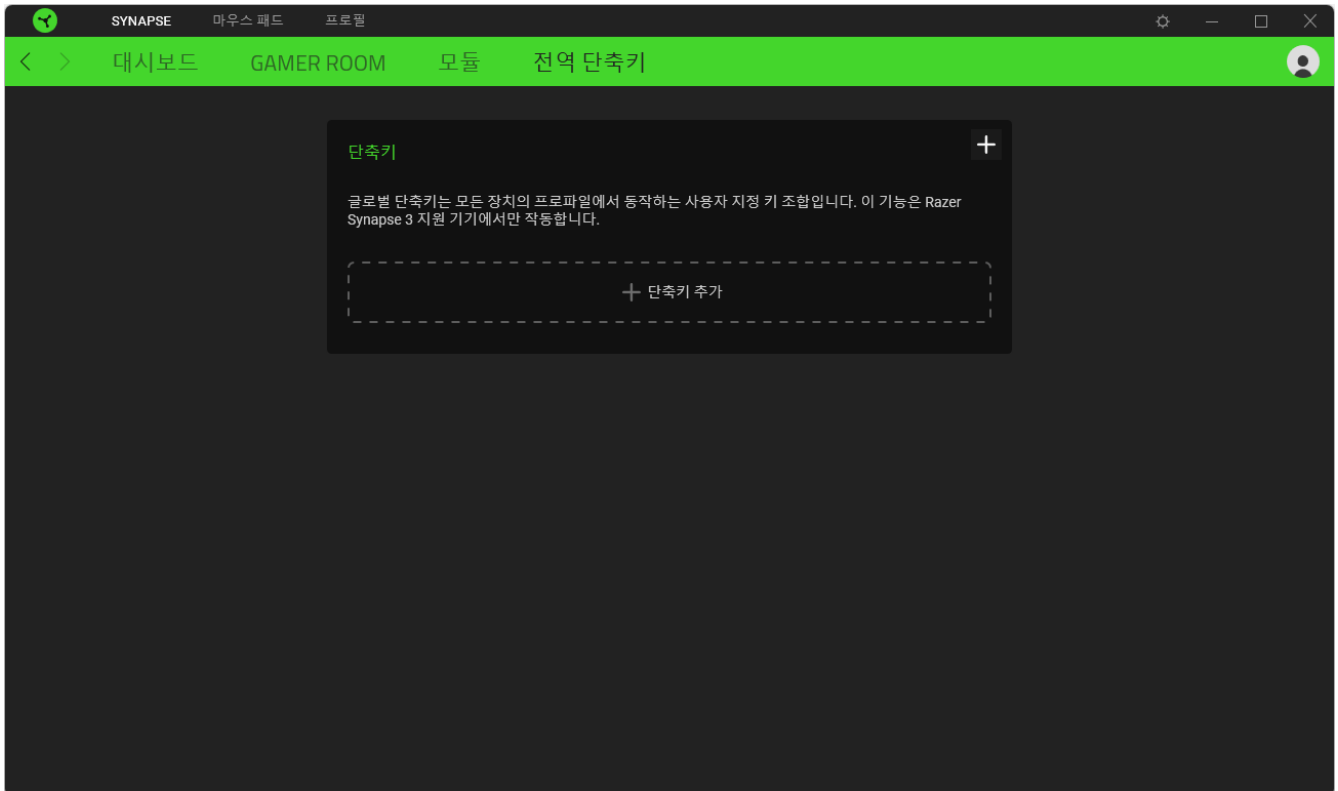 SYNAPSE 마우스 패드 프로필
대시보드 GAMER ROOM 모듈 전역 단축키
단축키
글로벌 단축키는 모든 장치의 프로파일에서 동작하는 사용자 지정 키 조합입니다. 이 기능은 Razer
Synapse 3 지원 기기에서만 작동합니다.
단축키 추가